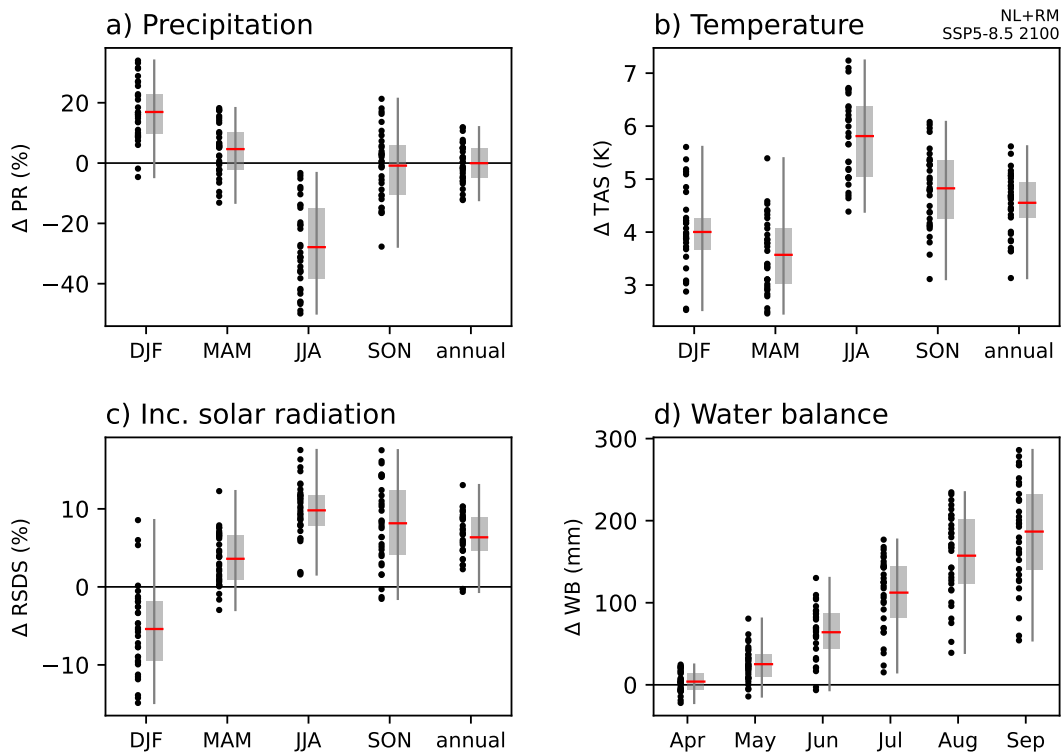 a) Precipitation
b) Temperature
NL+RM
SSP5-8.5 2100
Δ PR (%)
20
0
−20
−40
DJF MAM JJA SON annual
Δ TAS (K)
7
6
5
4
3
DJF MAM JJA SON annual
c) Inc. solar radiation
d) Water balance
Δ RSDS (%)
10
0
−10
DJF MAM JJA SON annual
Δ WB (mm)
300
200
100
0
Apr May Jun Jul Aug Sep